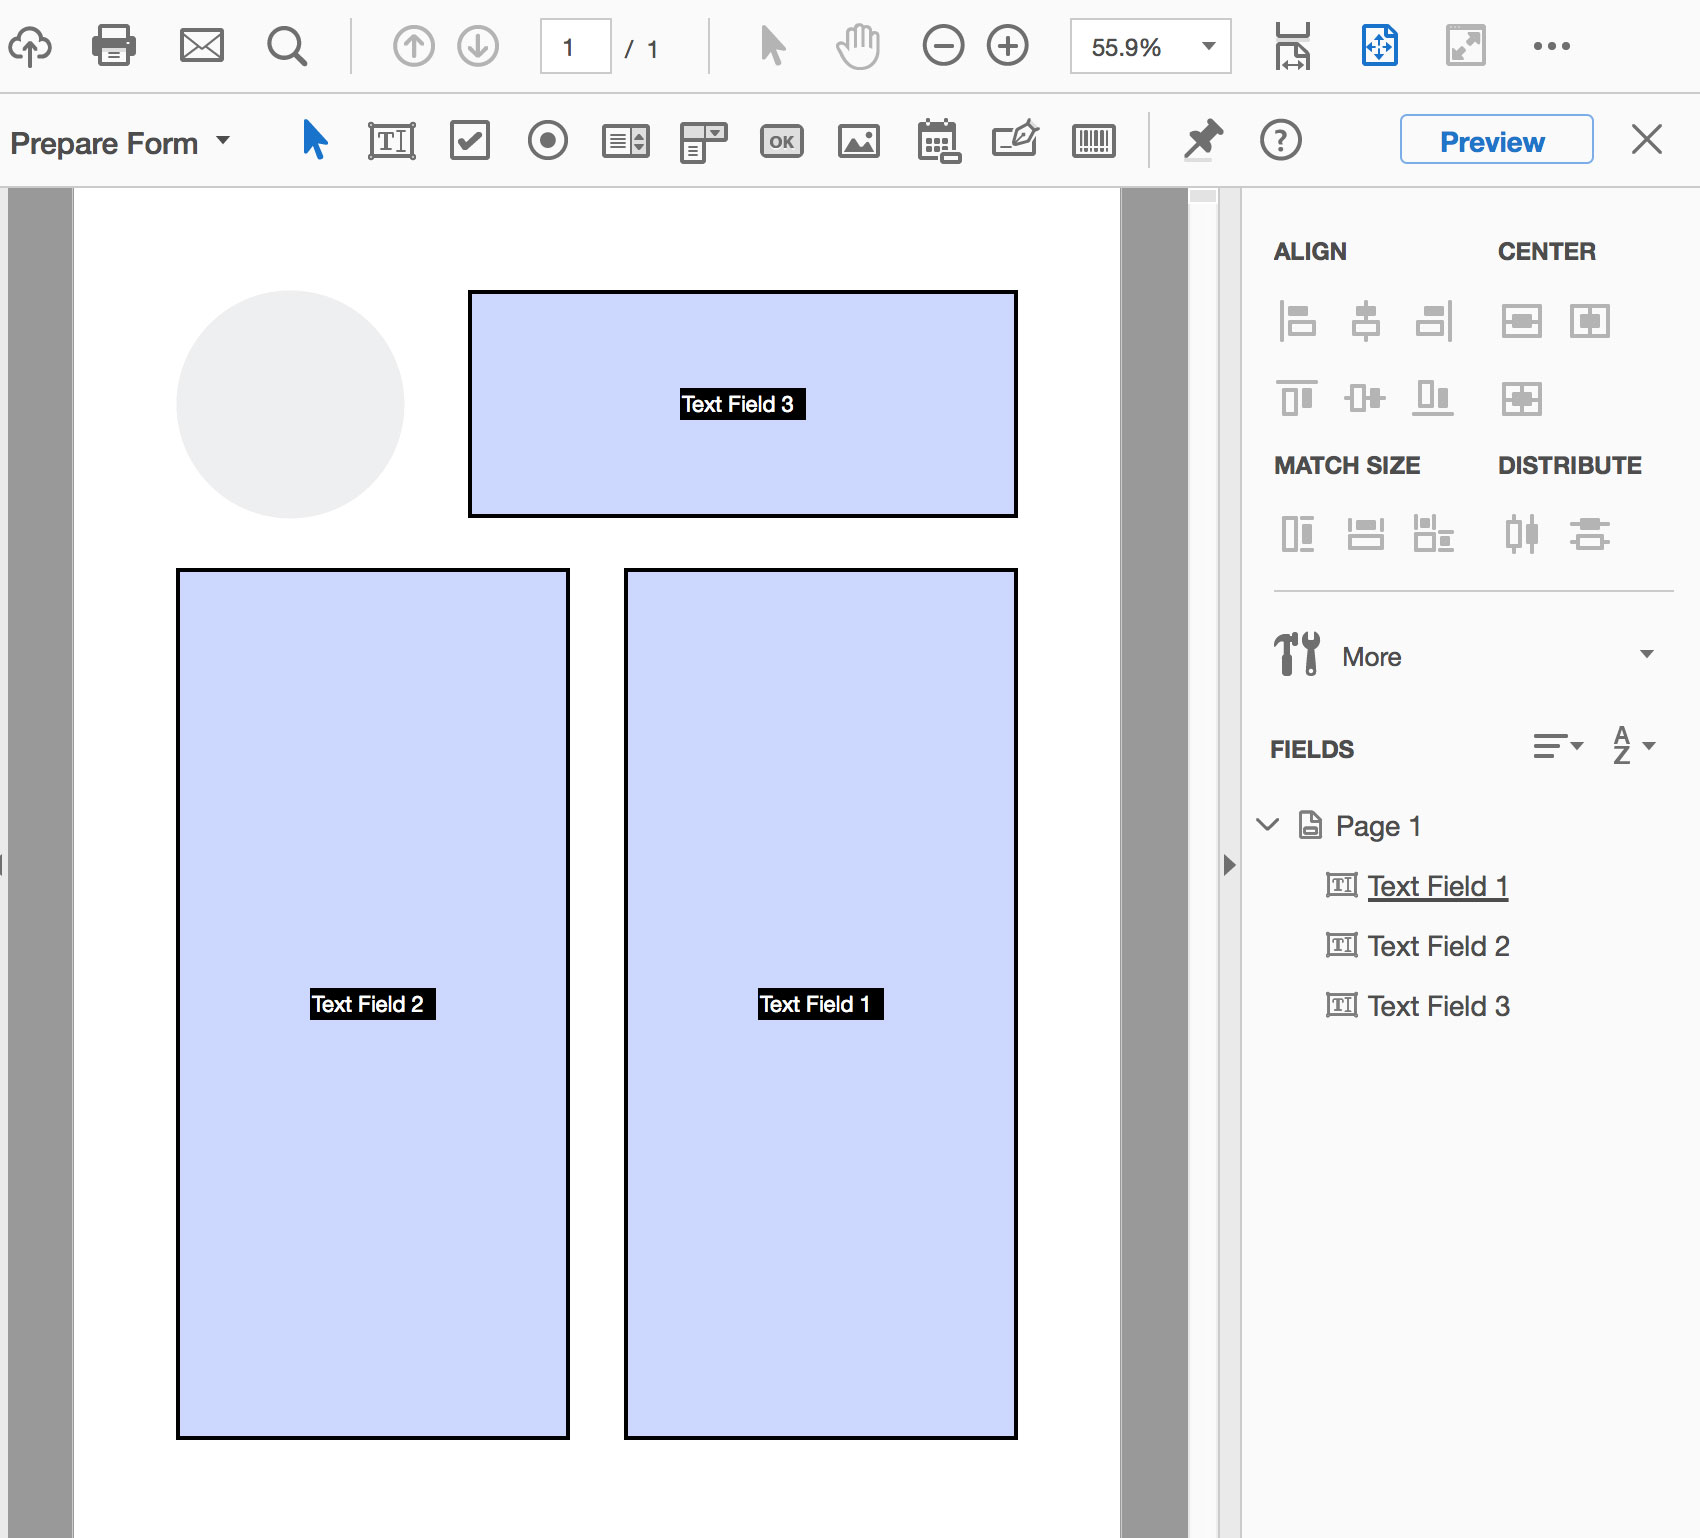 1 / 1
55.9%
Prepare Form
OK
?
Preview
Text Field 3
Text Field 2
Text Field 1
ALIGN
CENTER
MATCH SIZE
DISTRIBUTE
More
FIELDS
A
Z
Page 1
Text Field 1
Text Field 2
Text Field 3